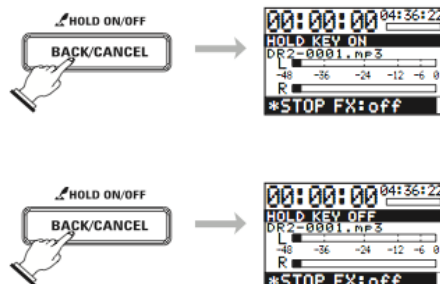 HOLD ON/OFF
BACK/CANCEL
00:00:00 04:36:22
HOLD KEY ON
DR2-0001.mp3
L
-48 -36 -24 -12 -6 0
R
*STOP FX:off
HOLD ON/OFF
BACK/CANCEL
00:00:00 04:36:22
HOLD KEY OFF
DR2-0001.mp3
L
-48 -36 -24 -12 -6 0
R
*STOP FX:off